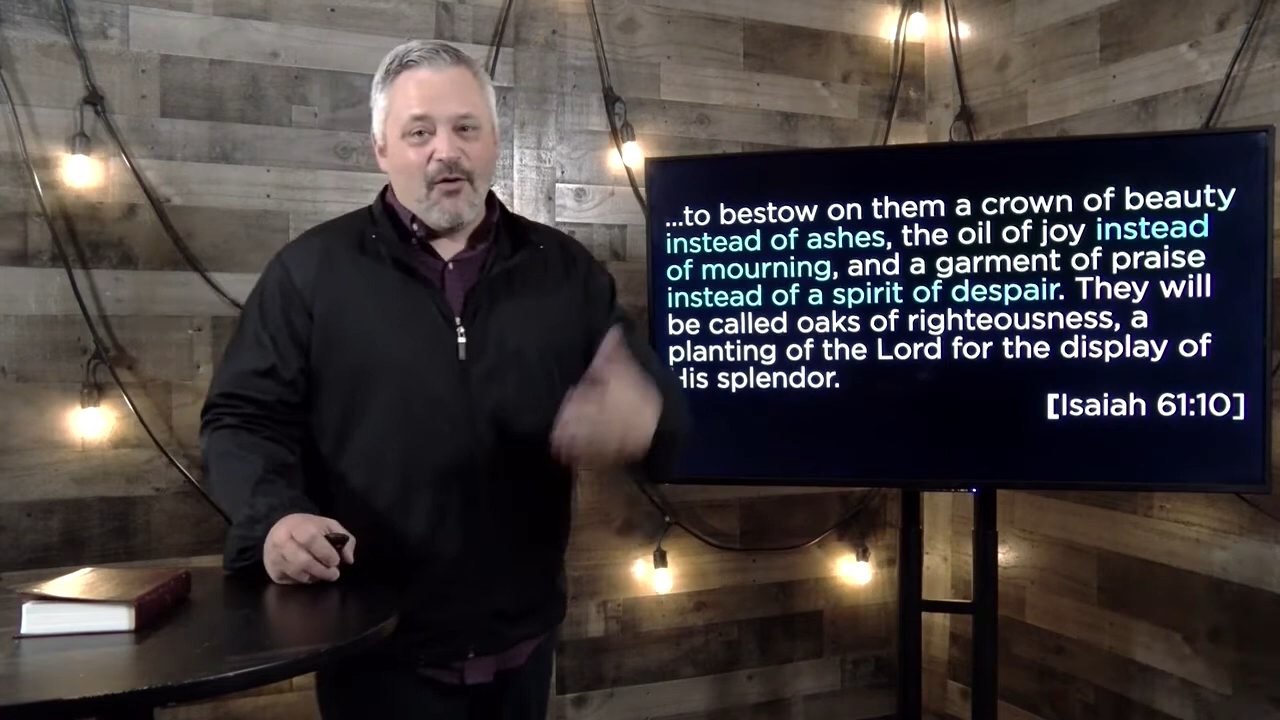 ...to bestow on them a crown of beauty
instead of ashes, the oil of joy instead
of mourning, and a garment of praise
instead of a spirit of despair. They will
be called oaks of righteousness, a
planting of the Lord for the display of
His splendor.
[Isaiah 61:10]